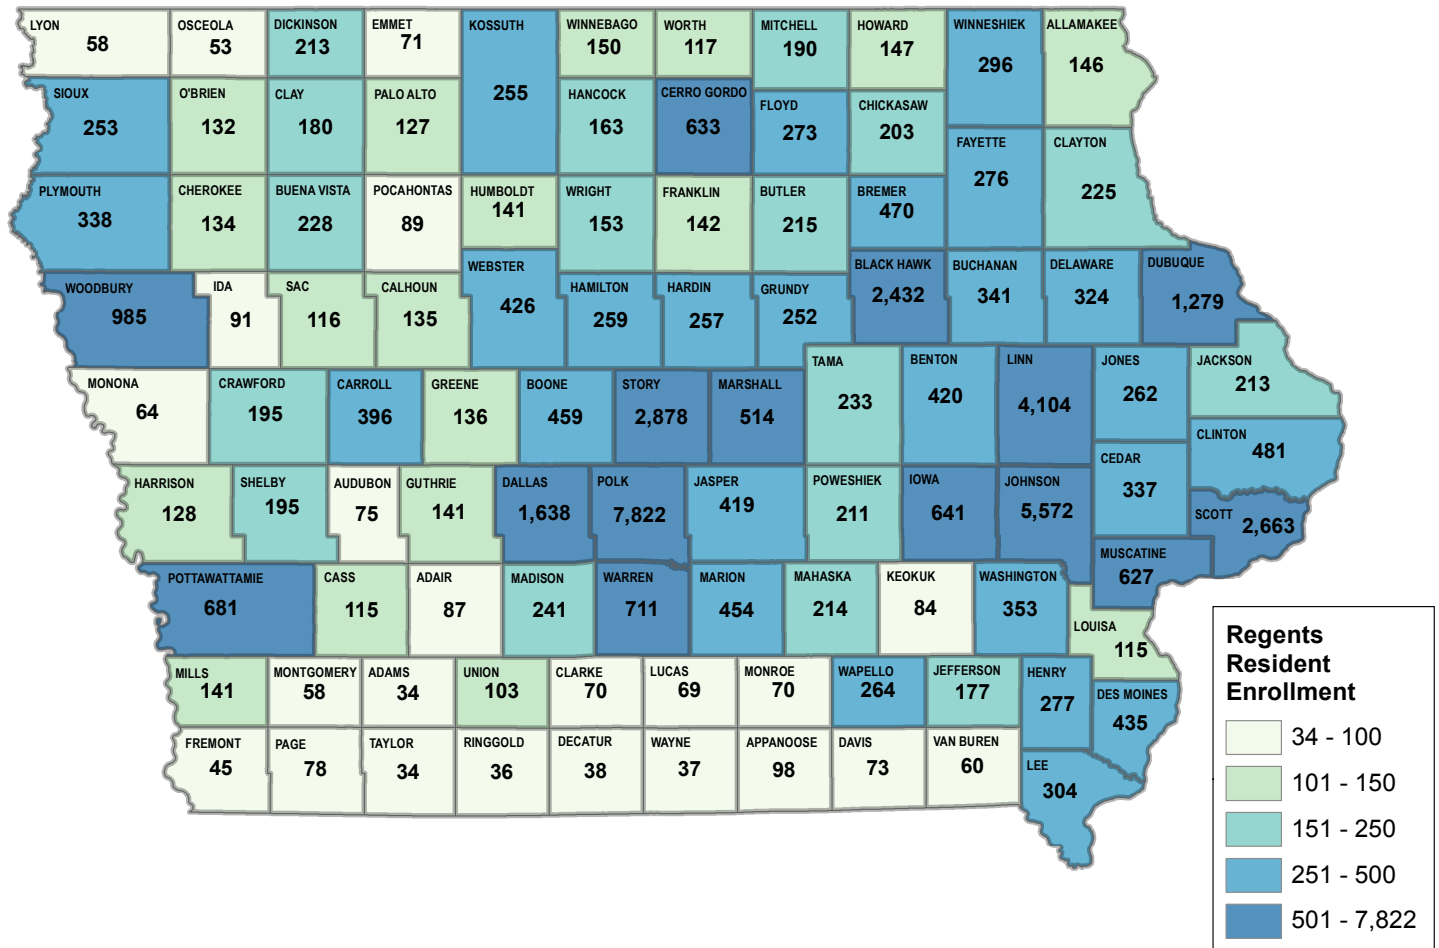 LYON
58
OSCEOLA
53
DICKINSON
213
EMMET
71
KOSSUTH
255
WINNEBAGO
150
WORTH
117
MITCHELL
190
HOWARD
147
WINNESHIEK
296
ALLAMAKEE
146
SIOUX
253
O'BRIEN
132
CLAY
180
PALO ALTO
127
HANCOCK
163
CERRO GORDO
633
FLOYD
273
CHICKASAW
203
FAYETTE
276
CLAYTON
225
PLYMOUTH
338
CHEROKEE
134
BUENA VISTA
228
POCAHONTAS
89
HUMBOLDT
141
WRIGHT
153
FRANKLIN
142
BUTLER
215
BREMER
470
WOODBURY
985
IDA
91
SAC
116
CALHOUN
135
WEBSTER
426
HAMILTON
259
HARDIN
257
GRUNDY
252
BLACK HAWK
2,432
BUCHANAN
341
DELAWARE
324
DUBUQUE
1,279
MONONA
64
CRAWFORD
195
CARROLL
396
GREENE
136
BOONE
459
STORY
2,878
MARSHALL
514
TAMA
233
BENTON
420
LINN
4,104
JONES
262
JACKSON
213
CLINTON
481
HARRISON
128
SHELBY
195
AUDUBON
75
GUTHRIE
141
DALLAS
1,638
POLK
7,822
JASPER
419
POWESHIEK
211
IOWA
641
JOHNSON
5,572
CEDAR
337
SCOTT
2,663
MUSCATINE
627
POTTAWATTAMIE
681
CASS
115
ADAIR
87
MADISON
241
WARREN
711
MARION
454
MAHASKA
214
KEOKUK
84
WASHINGTON
353
LOUISA
115
MILLS
141
MONTGOMERY
58
ADAMS
34
UNION
103
CLARKE
70
LUCAS
69
MONROE
70
WAPELLO
264
JEFFERSON
177
HENRY
277
DES MOINES
435
FREMONT
45
PAGE
78
TAYLOR
34
RINGGOLD
36
DECATUR
38
WAYNE
37
APPANOOSE
98
DAVIS
73
VAN BUREN
60
LEE
304
Regents
Resident
Enrollment
34 - 100
101 - 150
151 - 250
251 - 500
501 - 7,822